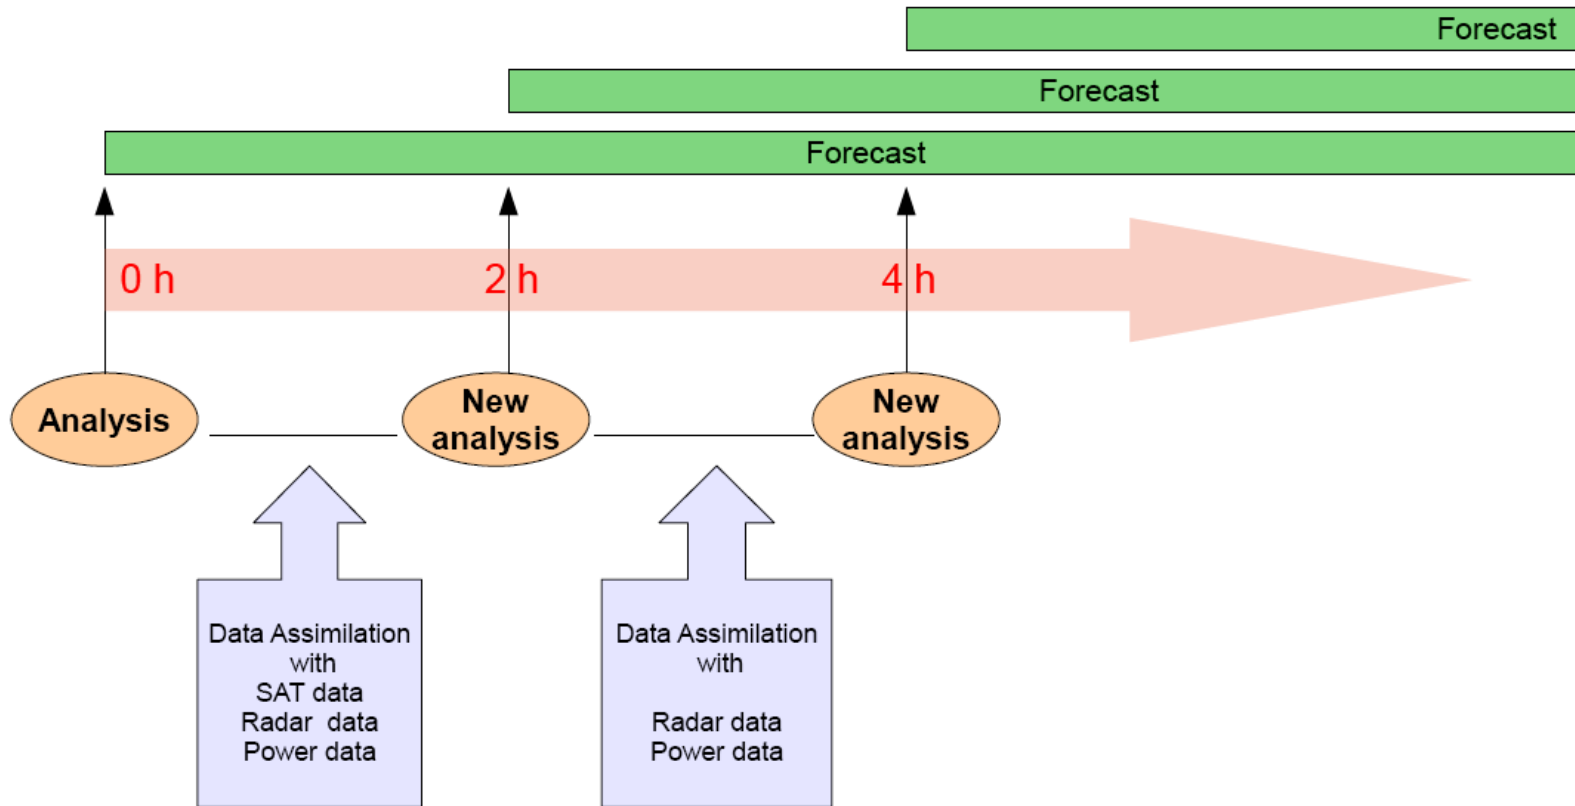 Forecast
Forecast
Forecast
0 h
2 h
4 h
Analysis
New
analysis
New
analysis
Data Assimilation
with
SAT data
Radar data
Power data
Data Assimilation
with
Radar data
Power data